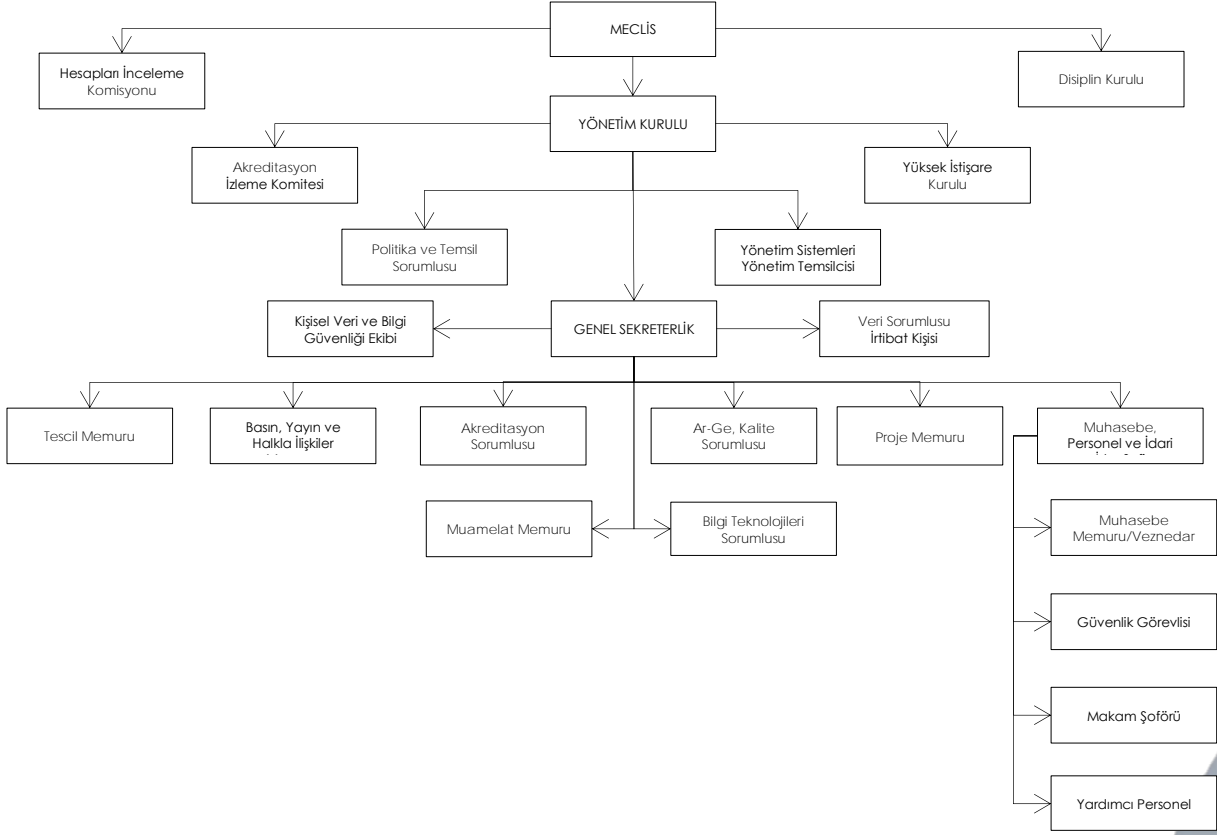 MECLİS
Hesapları İnceleme
Komisyonu
Disiplin Kurulu
YÖNETİM KURULU
Akreditasyon
İzleme Komitesi
Yüksek İstişare
Kurulu
Politika ve Temsil
Sorumlusu
Yönetim Sistemleri
Yönetim Temsilcisi
Kişisel Veri ve Bilgi
Güvenliği Ekibi
GENEL SEKRETERLİK
Veri Sorumlusu
İrtibat Kişisi
Tescil Memuru
Basın, Yayın ve
Halkla İlişkiler
Akreditasyon
Sorumlusu
Ar-Ge, Kalite
Sorumlusu
Proje Memuru
Muhasebe,
Personel ve İdari
Muamelat Memuru
Bilgi Teknolojileri
Sorumlusu
Muhasebe
Memuru/Veznedar
Güvenlik Görevlisi
Makam Şoförü
Yardımcı Personel